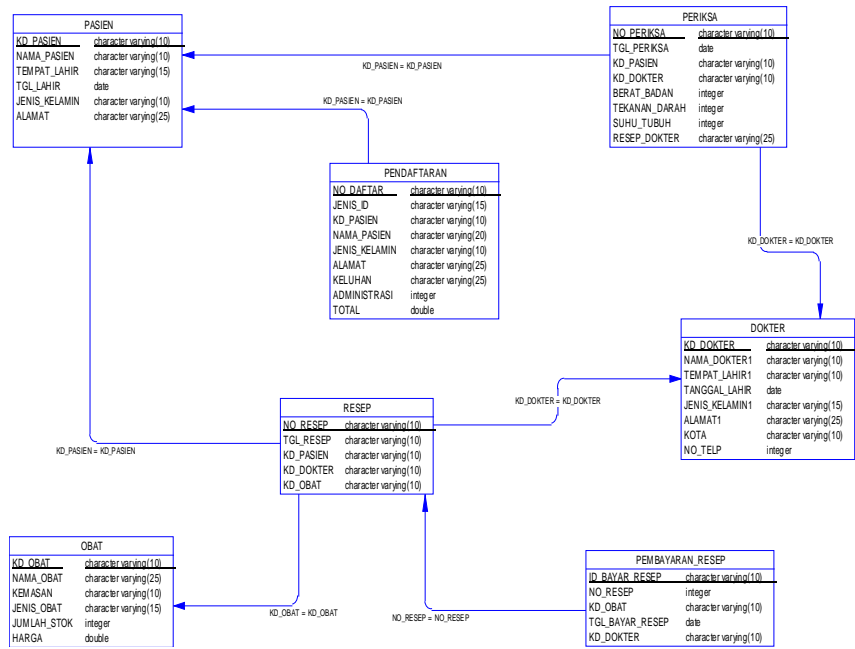 PASIEN
KD_PASIEN character varying(10)
NAMA_PASIEN character varying(10)
TEMPAT_LAHIR character varying(15)
TGL_LAHIR date
JENIS_KELAMIN character varying(10)
ALAMAT character varying(25)
PERIKSA
NO_PERIKSA character varying(10)
TGL_PERIKSA date
KD_PASIEN character varying(10)
KD_DOKTER character varying(10)
BERAT_BADAN integer
TEKANAN_DARAH integer
SUHU_TUBUH integer
RESEP_DOKTER character varying(25)
KD_PASIEN = KD_PASIEN
KD_PASIEN = KD_PASIEN
PENDAFTARAN
NO_DAFTAR character varying(10)
JENIS_ID character varying(15)
KD_PASIEN character varying(10)
NAMA_PASIEN character varying(20)
JENIS_KELAMIN character varying(10)
ALAMAT character varying(25)
KELUHAN character varying(25)
ADMINISTRASI integer
TOTAL double
KD_DOKTER = KD_DOKTER
DOKTER
KD_DOKTER character varying(10)
NAMA_DOKTER1 character varying(10)
TEMPAT_LAHIR1 character varying(10)
TANGGAL_LAHIR date
JENIS_KELAMIN1 character varying(15)
ALAMAT1 character varying(25)
KOTA character varying(10)
NO_TELP integer
KD_DOKTER = KD_DOKTER
RESEP
NO_RESEP character varying(10)
TGL_RESEP character varying(10)
KD_PASIEN character varying(10)
KD_DOKTER character varying(10)
KD_OBAT character varying(10)
KD_PASIEN = KD_PASIEN
OBAT
KD_OBAT character varying(10)
NAMA_OBAT character varying(25)
KEMASAN character varying(10)
JENIS_OBAT character varying(15)
JUMLAH_STOK integer
HARGA double
KD_OBAT = KD_OBAT
NO_RESEP = NO_RESEP
PEMBAYARAN_RESEP
ID_BAYAR_RESEP character varying(10)
NO_RESEP integer
KD_OBAT character varying(10)
TGL_BAYAR_RESEP date
KD_DOKTER character varying(10)